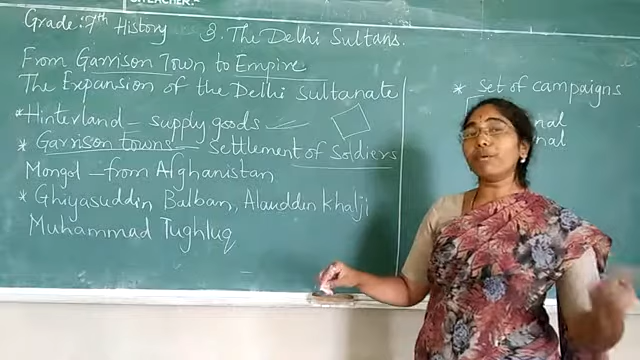 TEACHER:
Grade: 7th History
3. The Delhi Sultans.
From Garrison Town to Empire
The Expansion of the Delhi Sultanate
* Hinterland - supply goods
* Garrison towns - Settlement of Soldiers
Mongol - from Afghanistan
* Ghiyasuddin Balban, Alauddin Khalji
Muhammad Tughluq
* set of campaigns
nal
nal